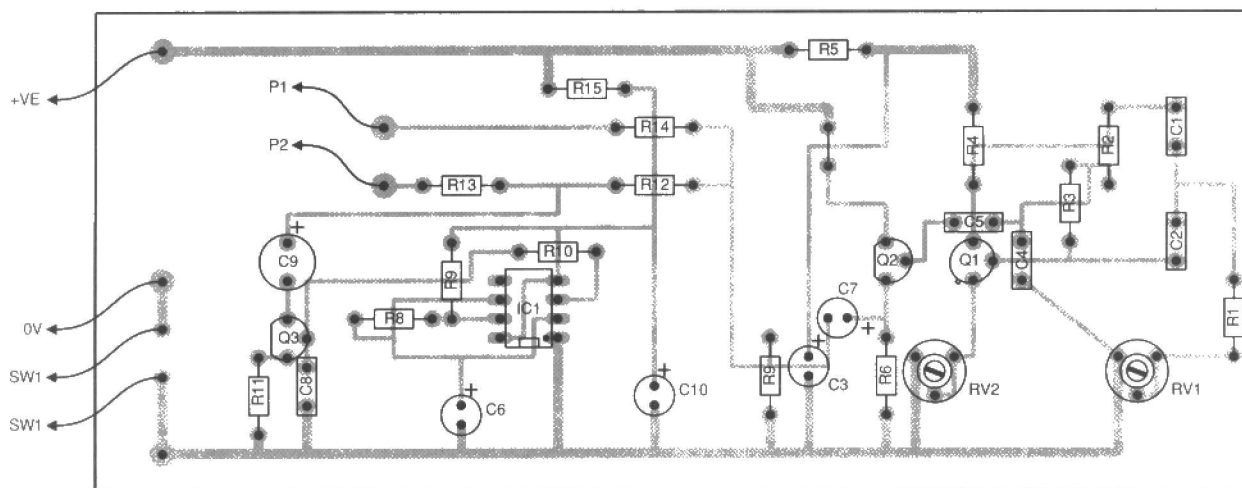 R5
+VE
P1
R15
P2
R14
R4
R2
C1
R13
R12
R3
+
C5
C2
C9
R9
R10
Q2
Q1
C4
IC1
C7
0V
R8
+
R1
Q3
SW1
R11
C8
+
C6
+
C10
R9
+
C3
R6
RV2
RV1
SW1